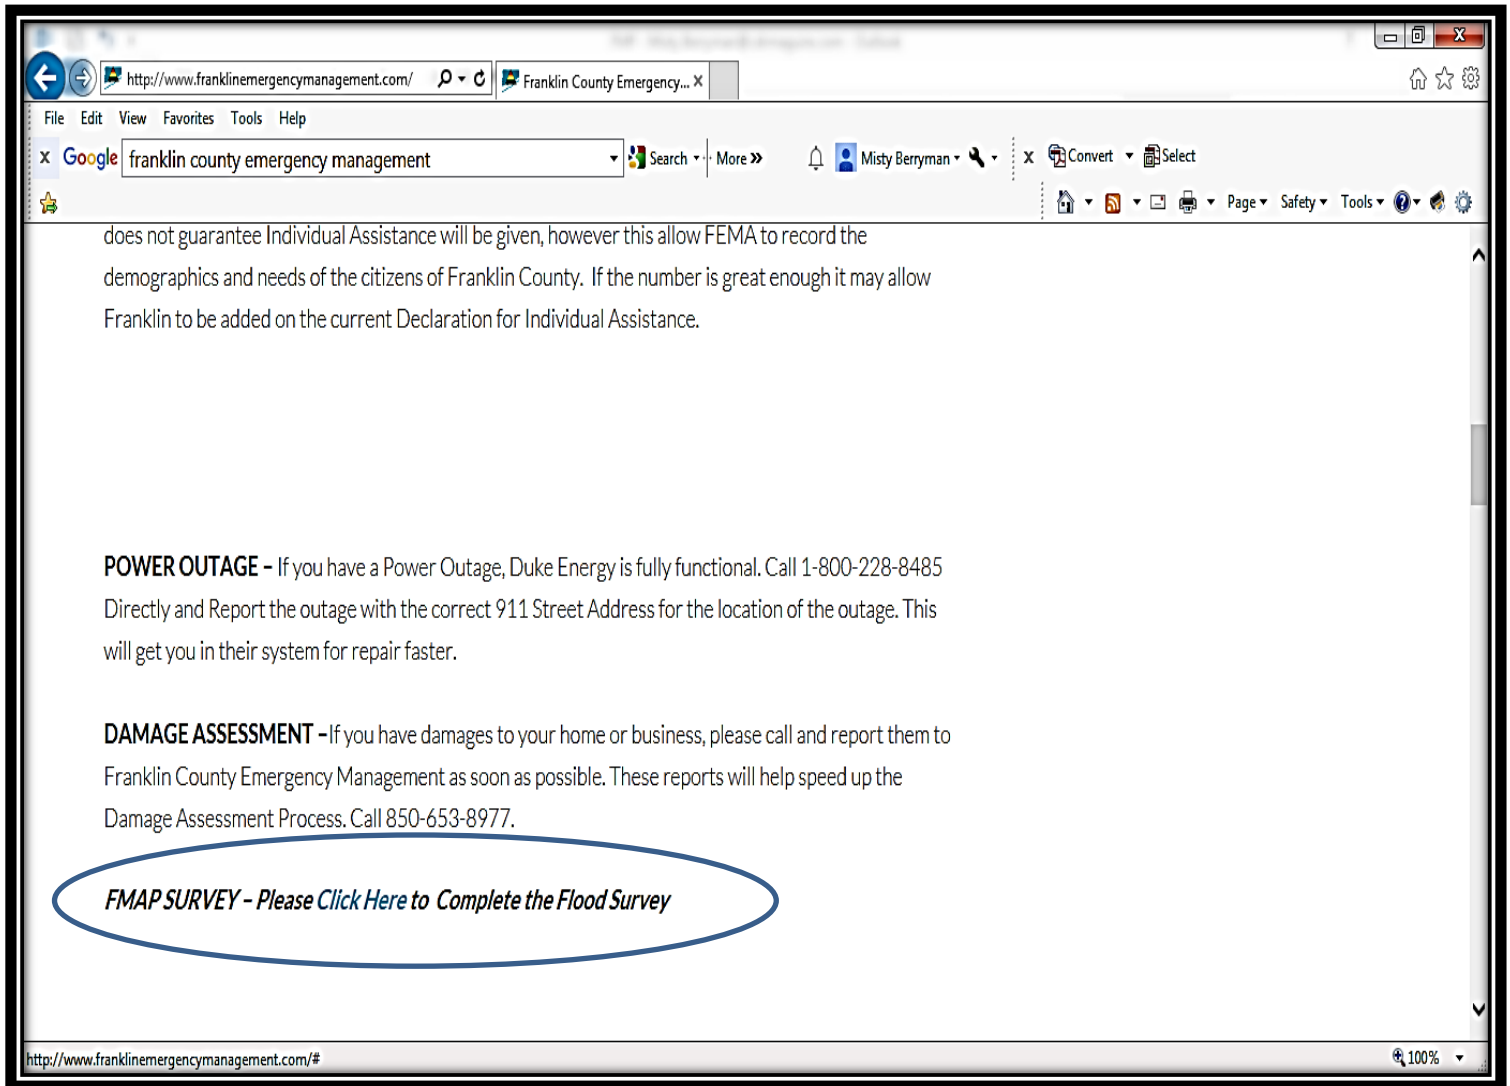 http://www.franklinemergencymanagement.com/
Franklin County Emergency... X
File Edit View Favorites Tools Help
x Google franklin county emergency management Search More » Misty Berryman x Convert Select
Page Safety Tools
does not guarantee Individual Assistance will be given, however this allow FEMA to record the
demographics and needs of the citizens of Franklin County. If the number is great enough it may allow
Franklin to be added on the current Declaration for Individual Assistance.
POWER OUTAGE – If you have a Power Outage, Duke Energy is fully functional. Call 1-800-228-8485
Directly and Report the outage with the correct 911 Street Address for the location of the outage. This
will get you in their system for repair faster.
DAMAGE ASSESSMENT –If you have damages to your home or business, please call and report them to
Franklin County Emergency Management as soon as possible. These reports will help speed up the
Damage Assessment Process. Call 850-653-8977.
FMAP SURVEY – Please Click Here to Complete the Flood Survey
http://www.franklinemergencymanagement.com/# 100%